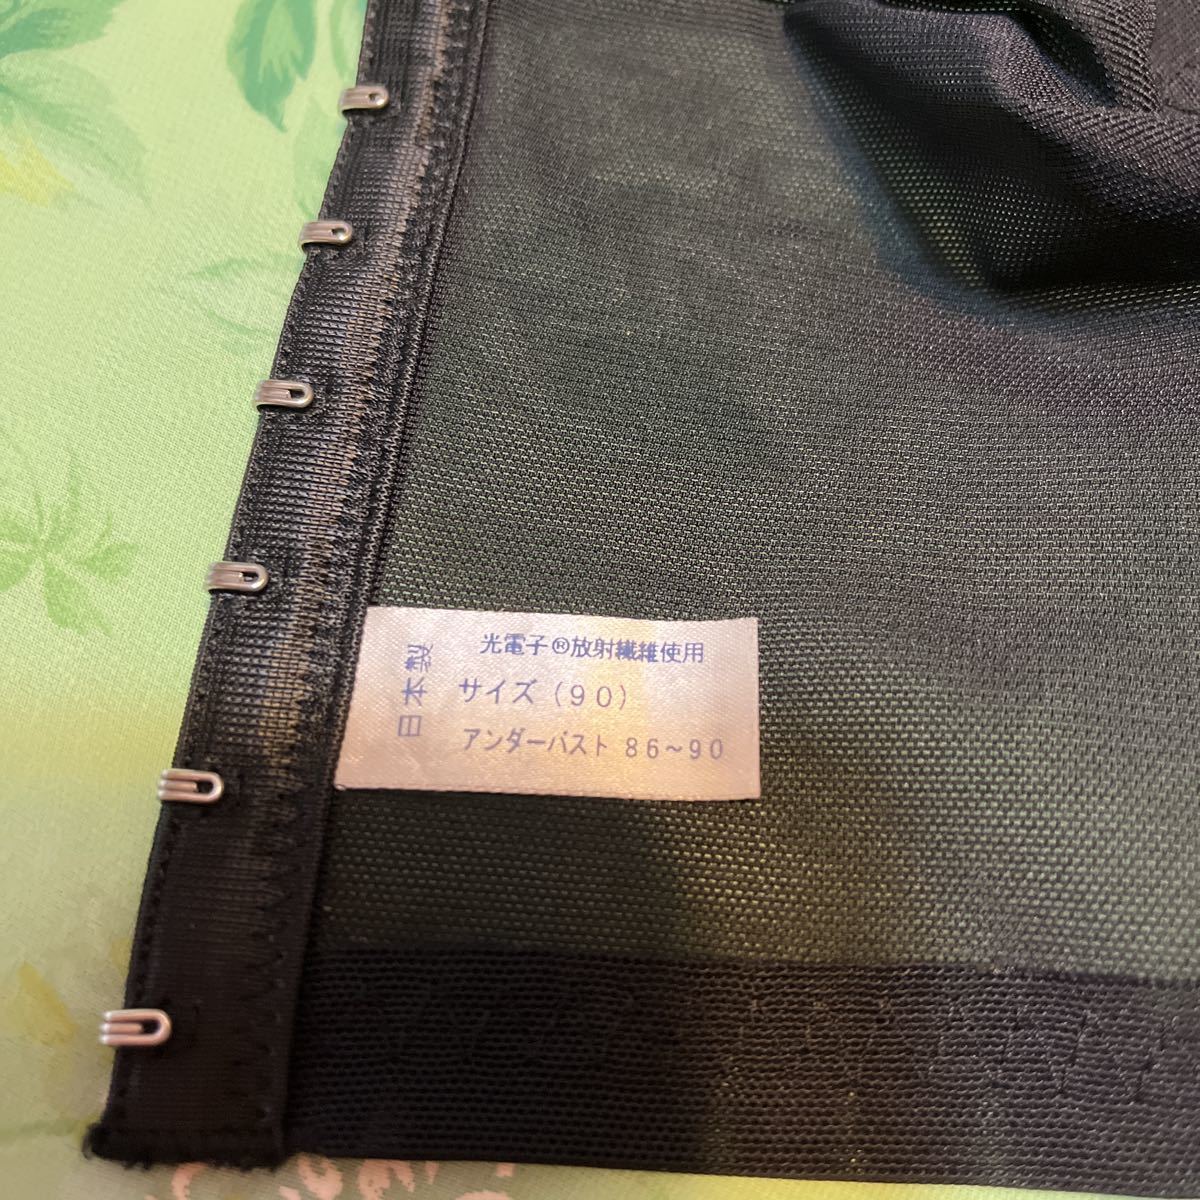 光電子®放射繊維使用
日本製
サイズ(90)
アンダーバスト 86~90